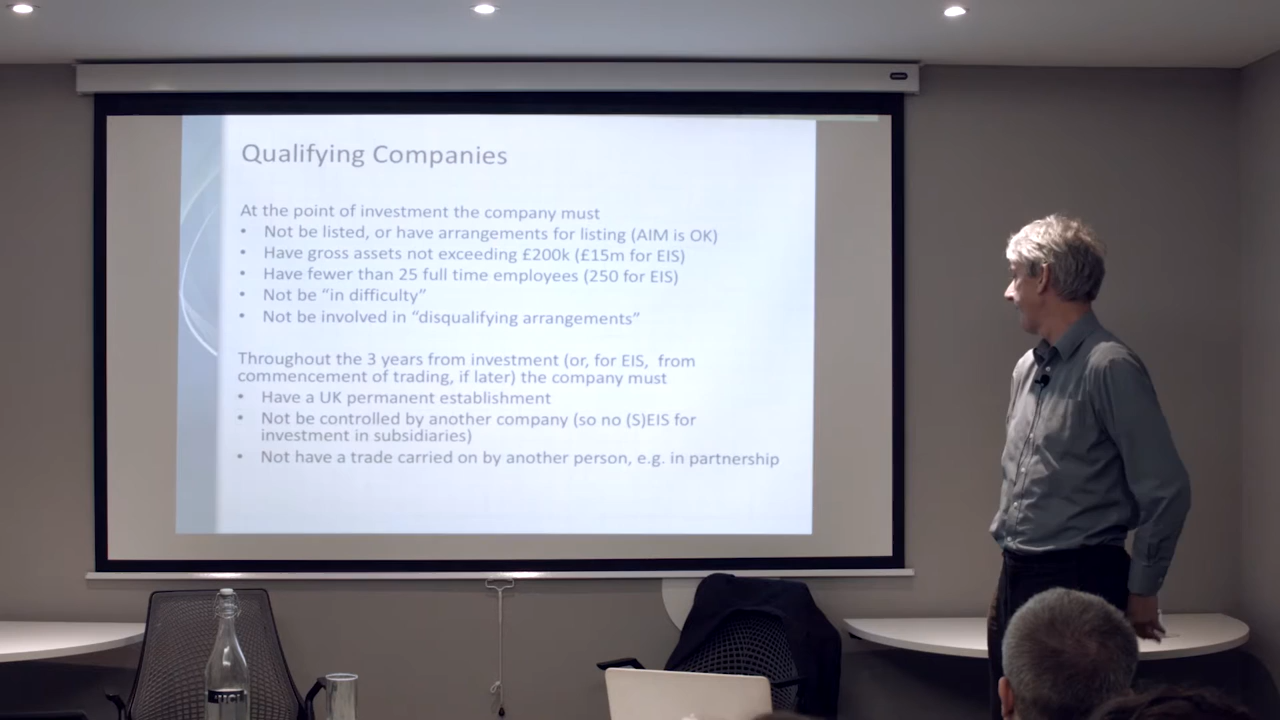 Qualifying Companies
At the point of investment the company must
• Not be listed, or have arrangements for listing (AIM is OK)
• Have gross assets not exceeding £200k (£15m for EIS)
• Have fewer than 25 full time employees (250 for EIS)
• Not be “in difficulty”
• Not be involved in “disqualifying arrangements”
Throughout the 3 years from investment (or, for EIS, from
commencement of trading, if later) the company must
• Have a UK permanent establishment
• Not be controlled by another company (so no (S)EIS for
investment in subsidiaries)
• Not have a trade carried on by another person, e.g. in partnership